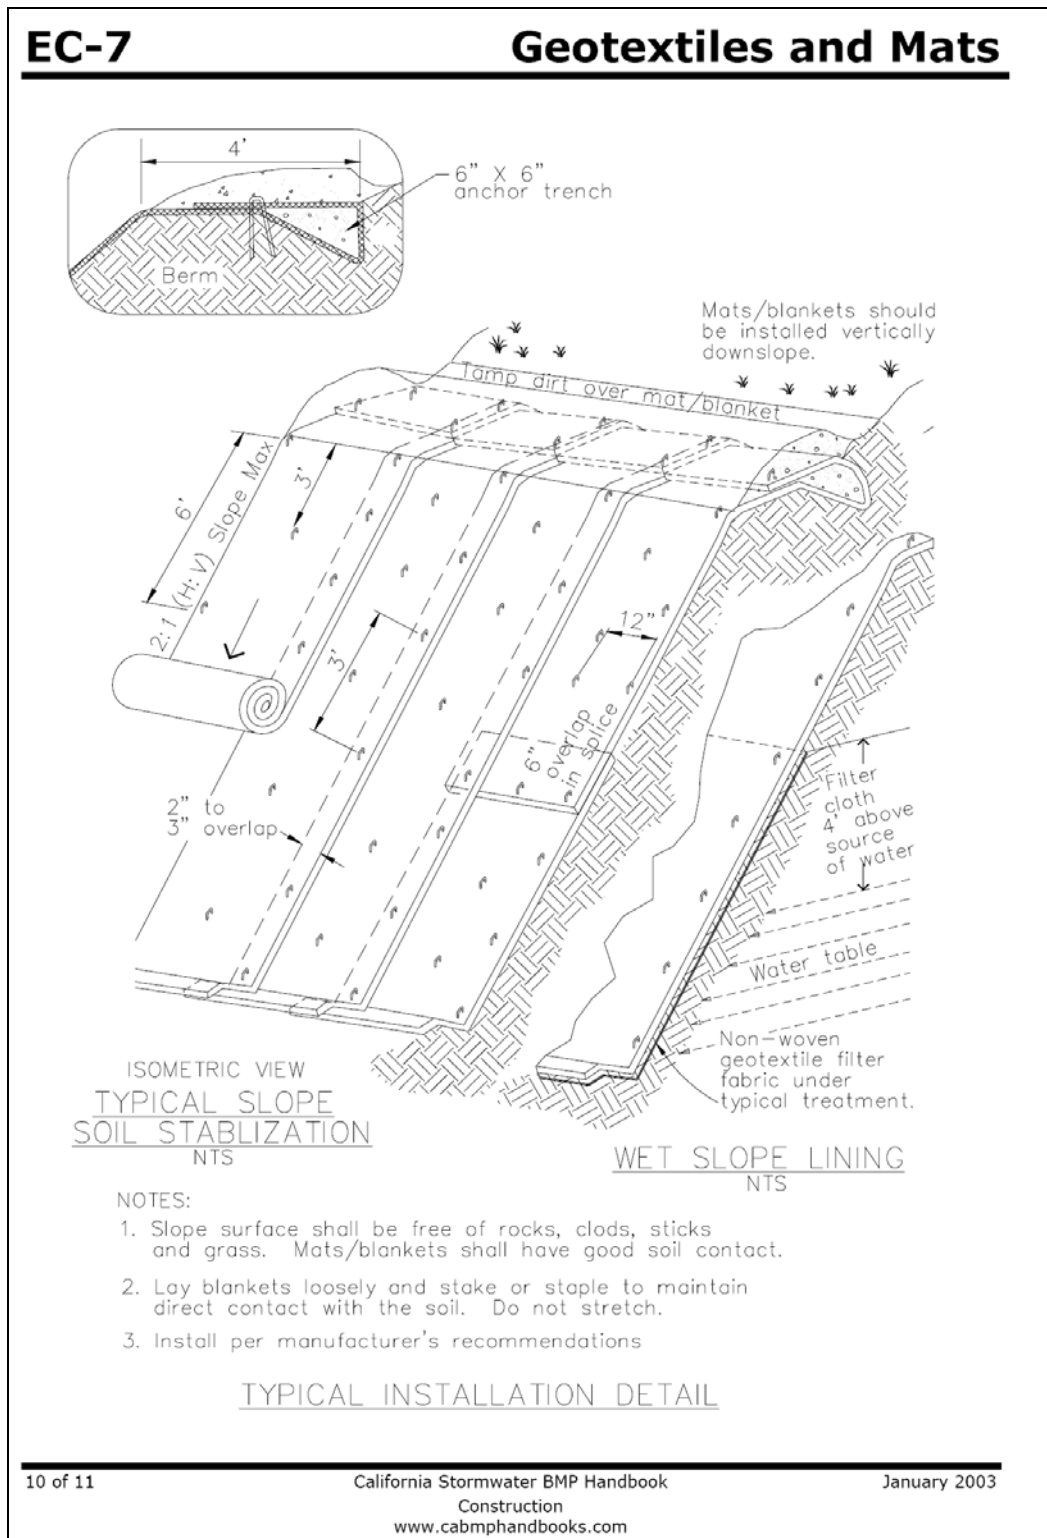 EC-7
Geotextiles and Mats
4'
6" X 6"
anchor trench
Berm
Mats/blankets should
be installed vertically
downslope.
Tamp dirt over mat/blanket
6'
2:1 (H:V) Slope Max
3'
12"
3'
6"
overlap
in splice
2" to
3" overlap
Filter
cloth
4' above
source
of water
Water table
Non-woven
geotextile filter
fabric under
typical treatment.
ISOMETRIC VIEW
TYPICAL SLOPE
SOIL STABLIZATION
NTS
WET SLOPE LINING
NTS
NOTES:
1. Slope surface shall be free of rocks, clods, sticks
and grass. Mats/blankets shall have good soil contact.
2. Lay blankets loosely and stake or staple to maintain
direct contact with the soil. Do not stretch.
3. Install per manufacturer's recommendations
TYPICAL INSTALLATION DETAIL
10 of 11
California Stormwater BMP Handbook
January 2003
Construction
www.cabmphandbooks.com